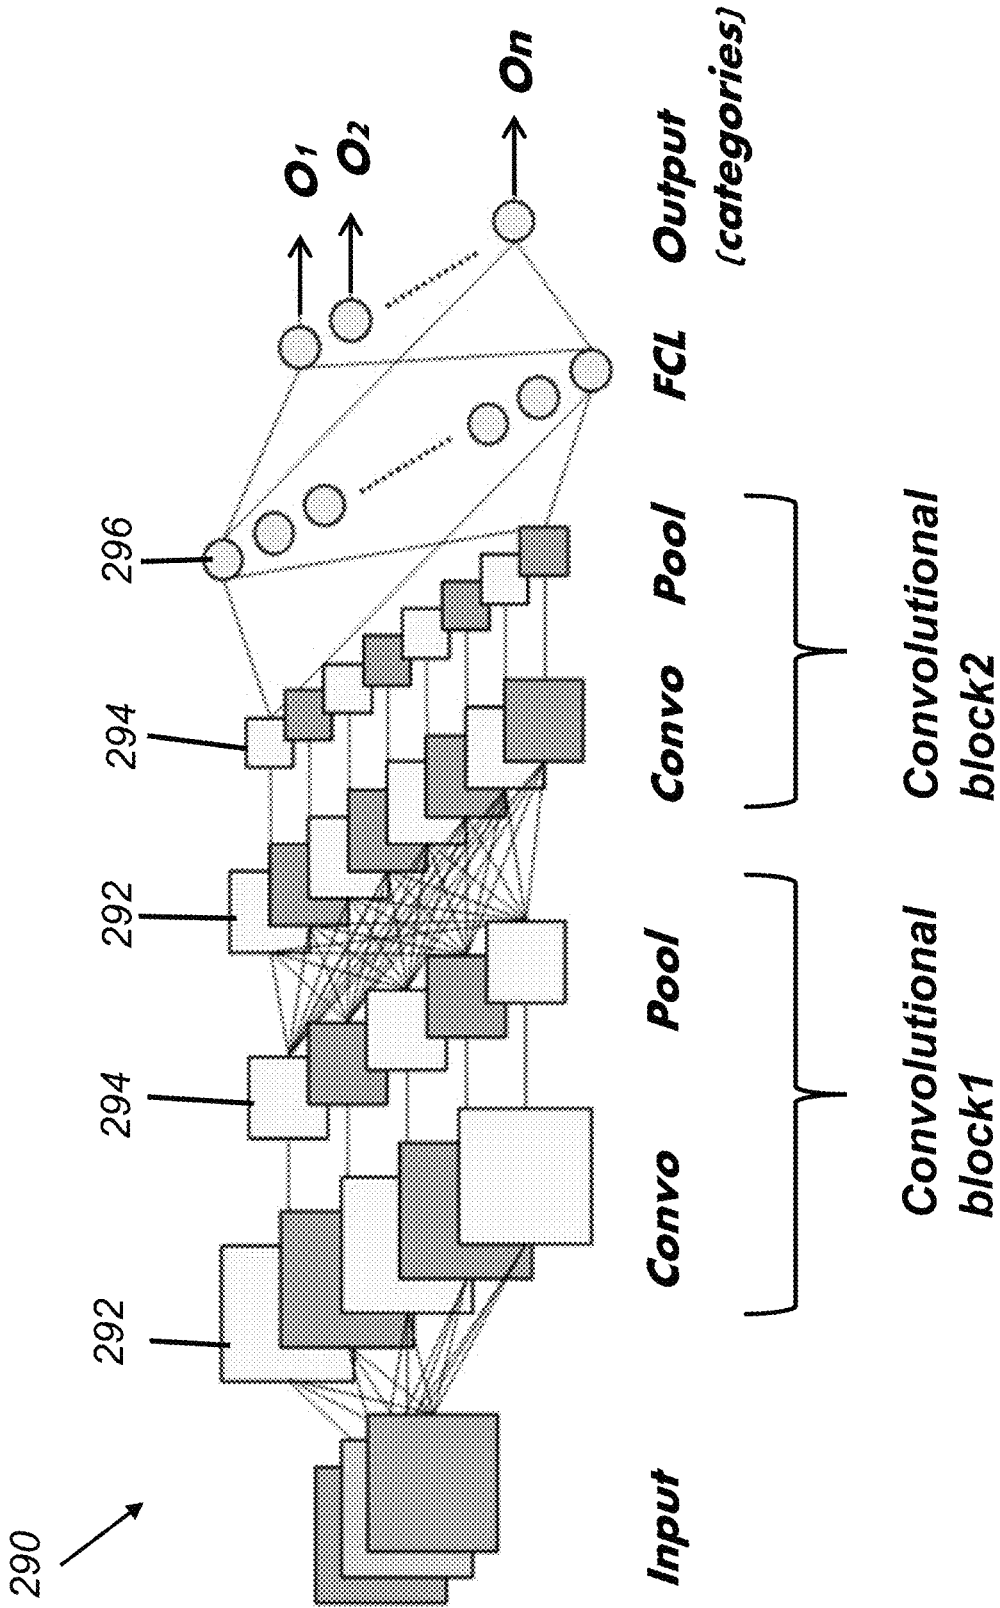 290
292
294
292
294
296
O1
O2
On
Input
Convo
Pool
Convo
Pool
FCL
Output
(categories)
Convolutional
block1
Convolutional
block2